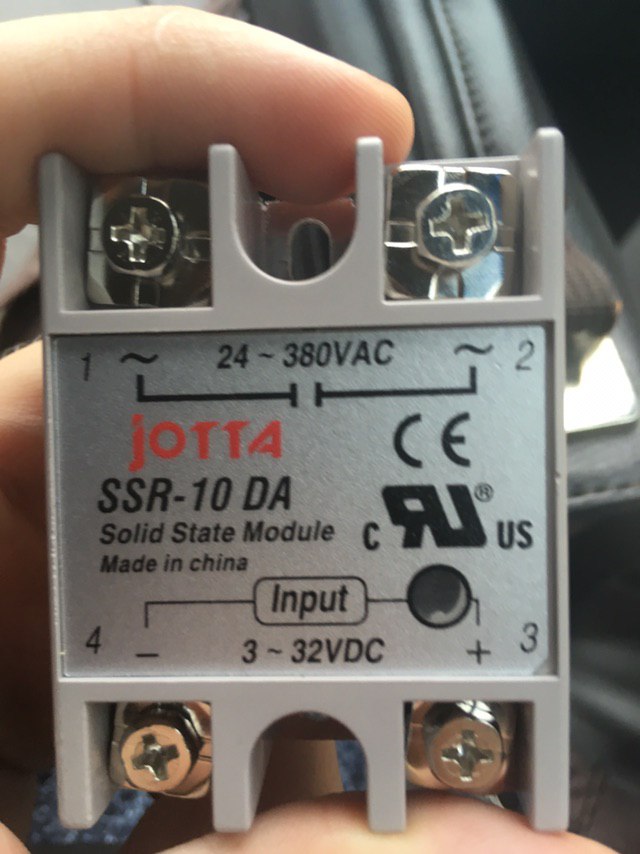 1 ~ 24 ~ 380VAC ~ 2
JOTTA
CE
SSR-10 DA
C RU® US
Solid State Module
Made in china
Input
4 − 3 ~ 32VDC + 3